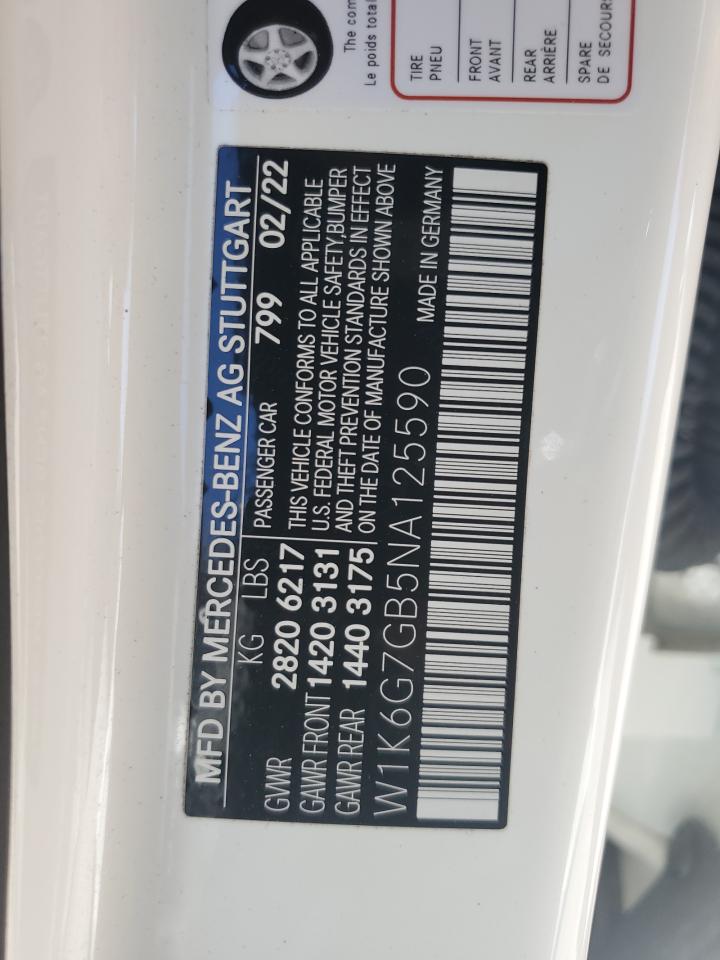 The com
Le poids total
TIRE
PNEU
FRONT
AVANT
REAR
ARRIÈRE
SPARE
DE SECOURS
MFD BY MERCEDES-BENZ AG STUTTGART
KG LBS
PASSENGER CAR 799 02/22
GVWR 2820 6217
GAWR FRONT 1420 3131
GAWR REAR 1440 3175
THIS VEHICLE CONFORMS TO ALL APPLICABLE
U.S. FEDERAL MOTOR VEHICLE SAFETY,BUMPER
AND THEFT PREVENTION STANDARDS IN EFFECT
ON THE DATE OF MANUFACTURE SHOWN ABOVE
W1K6G7GB5NA125590 MADE IN GERMANY